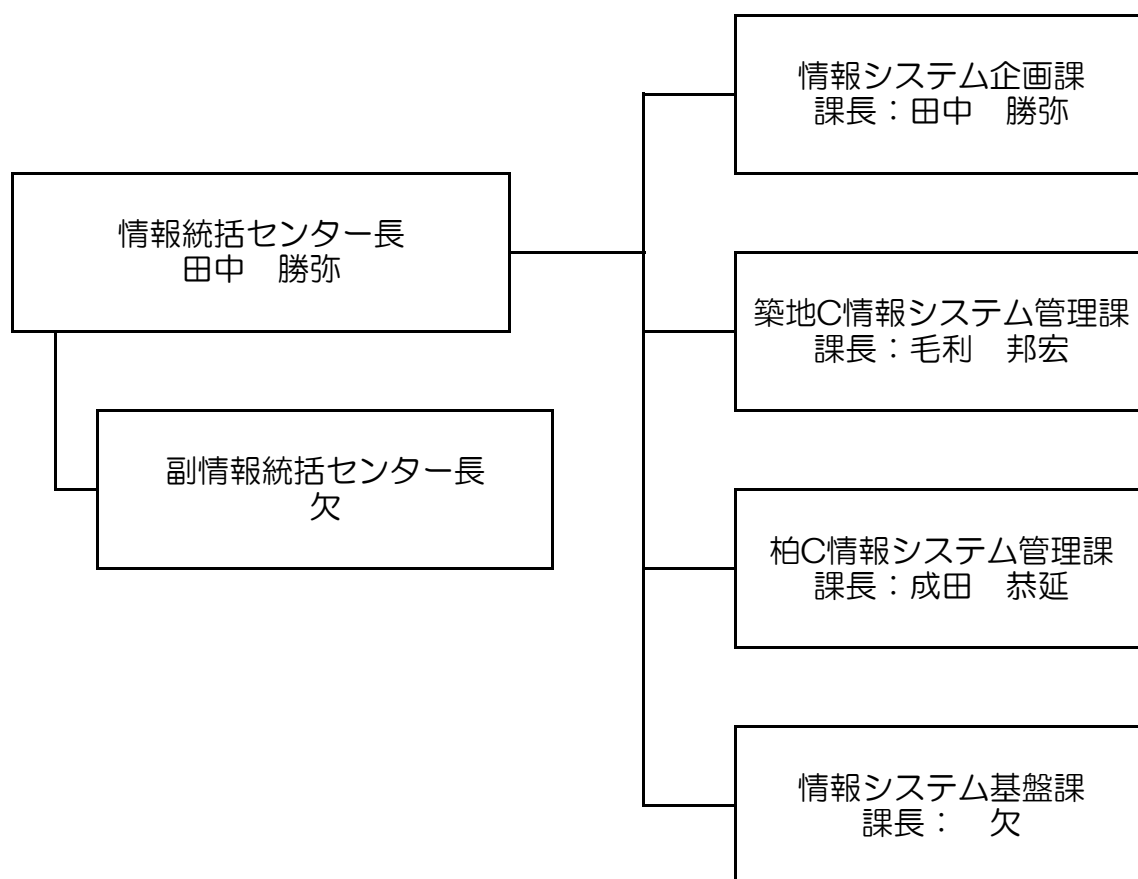 情報システム企画課
課長：田中　勝弥
情報統括センター長
田中　勝弥
築地C情報システム管理課
課長：毛利　邦宏
副情報統括センター長
欠
柏C情報システム管理課
課長：成田　恭延
情報システム基盤課
課長：　欠